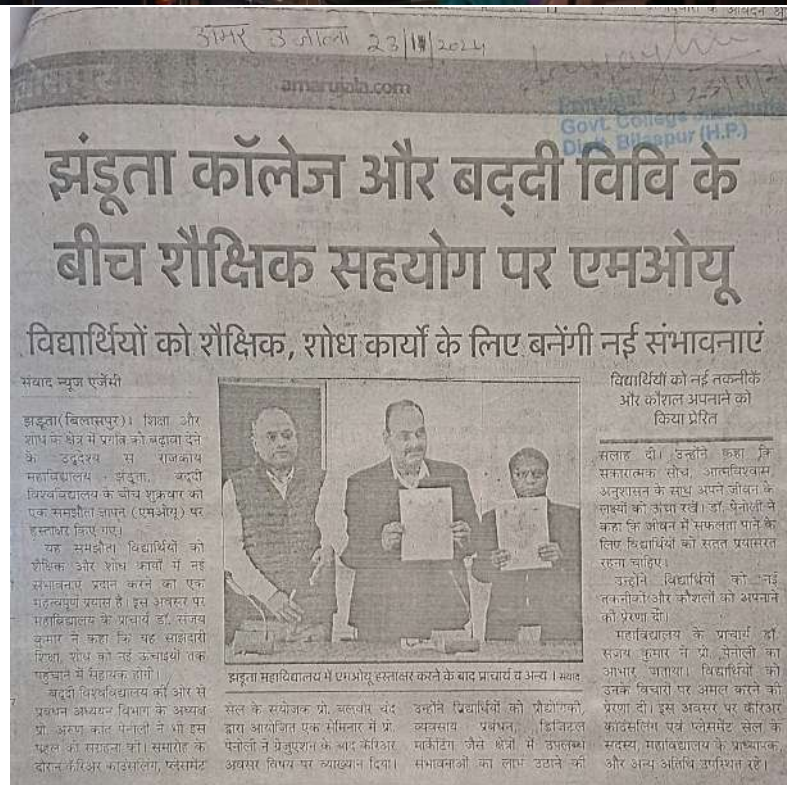 अमर उजाला 23/11/2024
amarujala.com
Govt. College
Distt. Bilaspur (H.P.)
झंडूता कॉलेज और बद्दी विवि के
बीच शैक्षिक सहयोग पर एमओयू
विद्यार्थियों को शैक्षिक, शोध कार्यों के लिए बनेंगी नई संभावनाएं
संवाद न्यूज एजेंसी
झंडूता(बिलासपुर)। शिक्षा और
शोध के क्षेत्र में प्रगति को बढ़ावा देने
के उद्देश्य से राजकीय
महाविद्यालय झंडूता, बद्दी
विश्वविद्यालय के बीच शुक्रवार को
एक समझौता ज्ञापन (एमओयू) पर
हस्ताक्षर किए गए।
यह समझौता विद्यार्थियों को
शैक्षिक और शोध कार्यों में नई
संभावनाएं प्रदान करने का एक
महत्वपूर्ण प्रयास है। इस अवसर पर
महाविद्यालय के प्राचार्य डॉ. संजय
कुमार ने कहा कि यह साझेदारी
शिक्षा, शोध को नई ऊंचाइयों तक
पहुंचाने में सहायक होगी।
बद्दी विश्वविद्यालय की ओर से
प्रबंधन अध्ययन विभाग के अध्यक्ष
प्रो. अरुण कांत पेनोली ने भी इस
पहल की सराहना की। समारोह के
दौरान कॅरिअर काउंसलिंग, प्लेसमेंट
झंडूता महाविद्यालय में एमओयू हस्ताक्षर करने के बाद प्राचार्य व अन्य। संवाद
सेल के संयोजक प्रो. बलबीर चंद
द्वारा आयोजित एक सेमिनार में प्रो.
पेनोली ने ग्रेजुएशन के बाद कॅरिअर
अवसर विषय पर व्याख्यान दिया।
उन्होंने विद्यार्थियों को प्रौद्योगिकी,
व्यवसाय प्रबंधन, डिजिटल
मार्केटिंग जैसे क्षेत्रों में उपलब्ध
संभावनाओं का लाभ उठाने की
विद्यार्थियों को नई तकनीकें
और कौशल अपनाने को
किया प्रेरित
सलाह दी। उन्होंने कहा कि
सकारात्मक सोच, आत्मविश्वास,
अनुशासन के साथ अपने जीवन के
लक्ष्यों को ऊंचा रखें। डॉ. पेनोली ने
कहा कि जीवन में सफलता पाने के
लिए विद्यार्थियों को सतत प्रयासरत
रहना चाहिए।
उन्होंने विद्यार्थियों को नई
तकनीकों और कौशलों को अपनाने
की प्रेरणा दी।
महाविद्यालय के प्राचार्य डॉ.
संजय कुमार ने प्रो. पेनोली का
आभार जताया। विद्यार्थियों को
उनके विचारों पर अमल करने की
प्रेरणा दी। इस अवसर पर कॅरिअर
काउंसलिंग एवं प्लेसमेंट सेल के
सदस्य, महाविद्यालय के प्राध्यापक,
और अन्य अतिथि उपस्थित रहे।